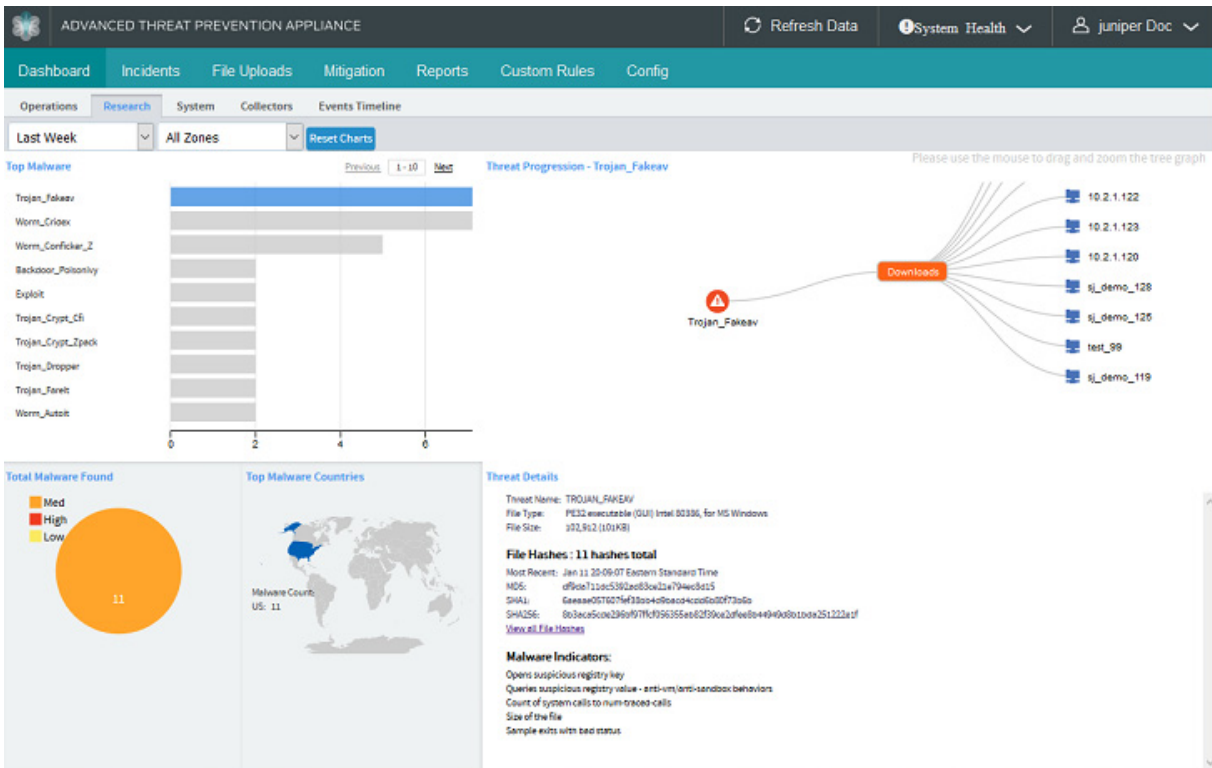 ADVANCED THREAT PREVENTION APPLIANCE
Refresh Data
System Health
juniper Doc
Dashboard Incidents File Uploads Mitigation Reports Custom Rules Config
Operations Research System Collectors Events Timeline
Last Week All Zones Reset Charts
Top Malware
Previous 1-10 Next
Trojan_Fakeav
Worm_Cridex
Worm_Conficker_Z
Backdoor_Poisonivy
Exploit
Trojan_Crypt_Cfi
Trojan_Crypt_Zpack
Trojan_Dropper
Trojan_Fareit
Worm_Autoit
0 2 4 6
Threat Progression - Trojan_Fakeav
Please use the mouse to drag and zoom the tree graph
Trojan_Fakeav
Downloads
10.2.1.122
10.2.1.123
10.2.1.120
sj_demo_128
sj_demo_125
test_99
sj_demo_119
Total Malware Found
Med
High
Low
11
Top Malware Countries
Malware Count:
US: 11
Threat Details
Threat Name: TROJAN_FAKEAV
File Type: PE32 executable (GUI) Intel 80386, for MS Windows
File Size: 102,912 (101KB)
File Hashes : 11 hashes total
Most Recent: Jan 11 20:09:07 Eastern Standard Time
MD5:
SHA1:
SHA256:
View all File Hashes
Malware Indicators:
Opens suspicious registry key
Queries suspicious registry value - anti-vm/anti-sandbox behaviors
Count of system calls to num-traced-calls
Size of the file
Sample exits with bad status